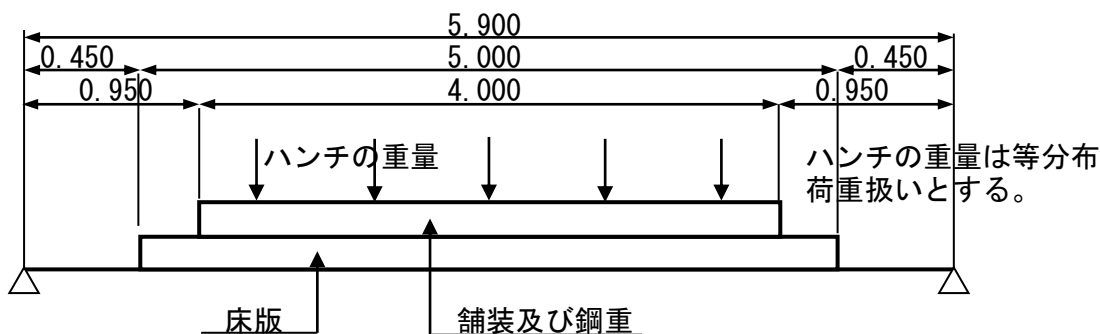 5.900
0.450 5.000 0.450
0.950 4.000 0.950
ハンチの重量
ハンチの重量は等分布
荷重扱いとする。
床版 舗装及び鋼重